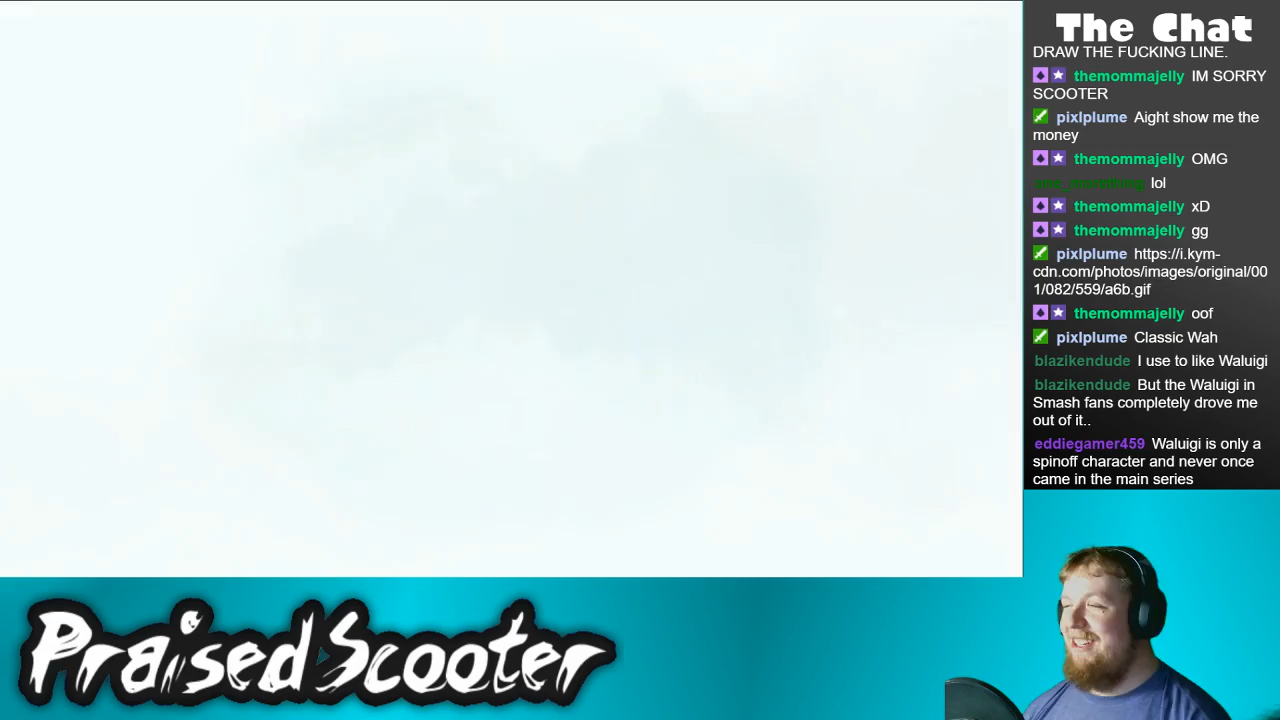 The Chat
DRAW THE FUCKING LINE.
themommajelly IM SORRY
SCOOTER
pixlplume Aight show me the
money
themommajelly OMG
lol
themommajelly xD
themommajelly gg
pixlplume https://i.kym-
cdn.com/photos/images/original/00
1/082/559/a6b.gif
themommajelly oof
pixlplume Classic Wah
blazikendude I use to like Waluigi
blazikendude But the Waluigi in
Smash fans completely drove me
out of it..
eddiegamer459 Waluigi is only a
spinoff character and never once
came in the main series
PraisedScooter